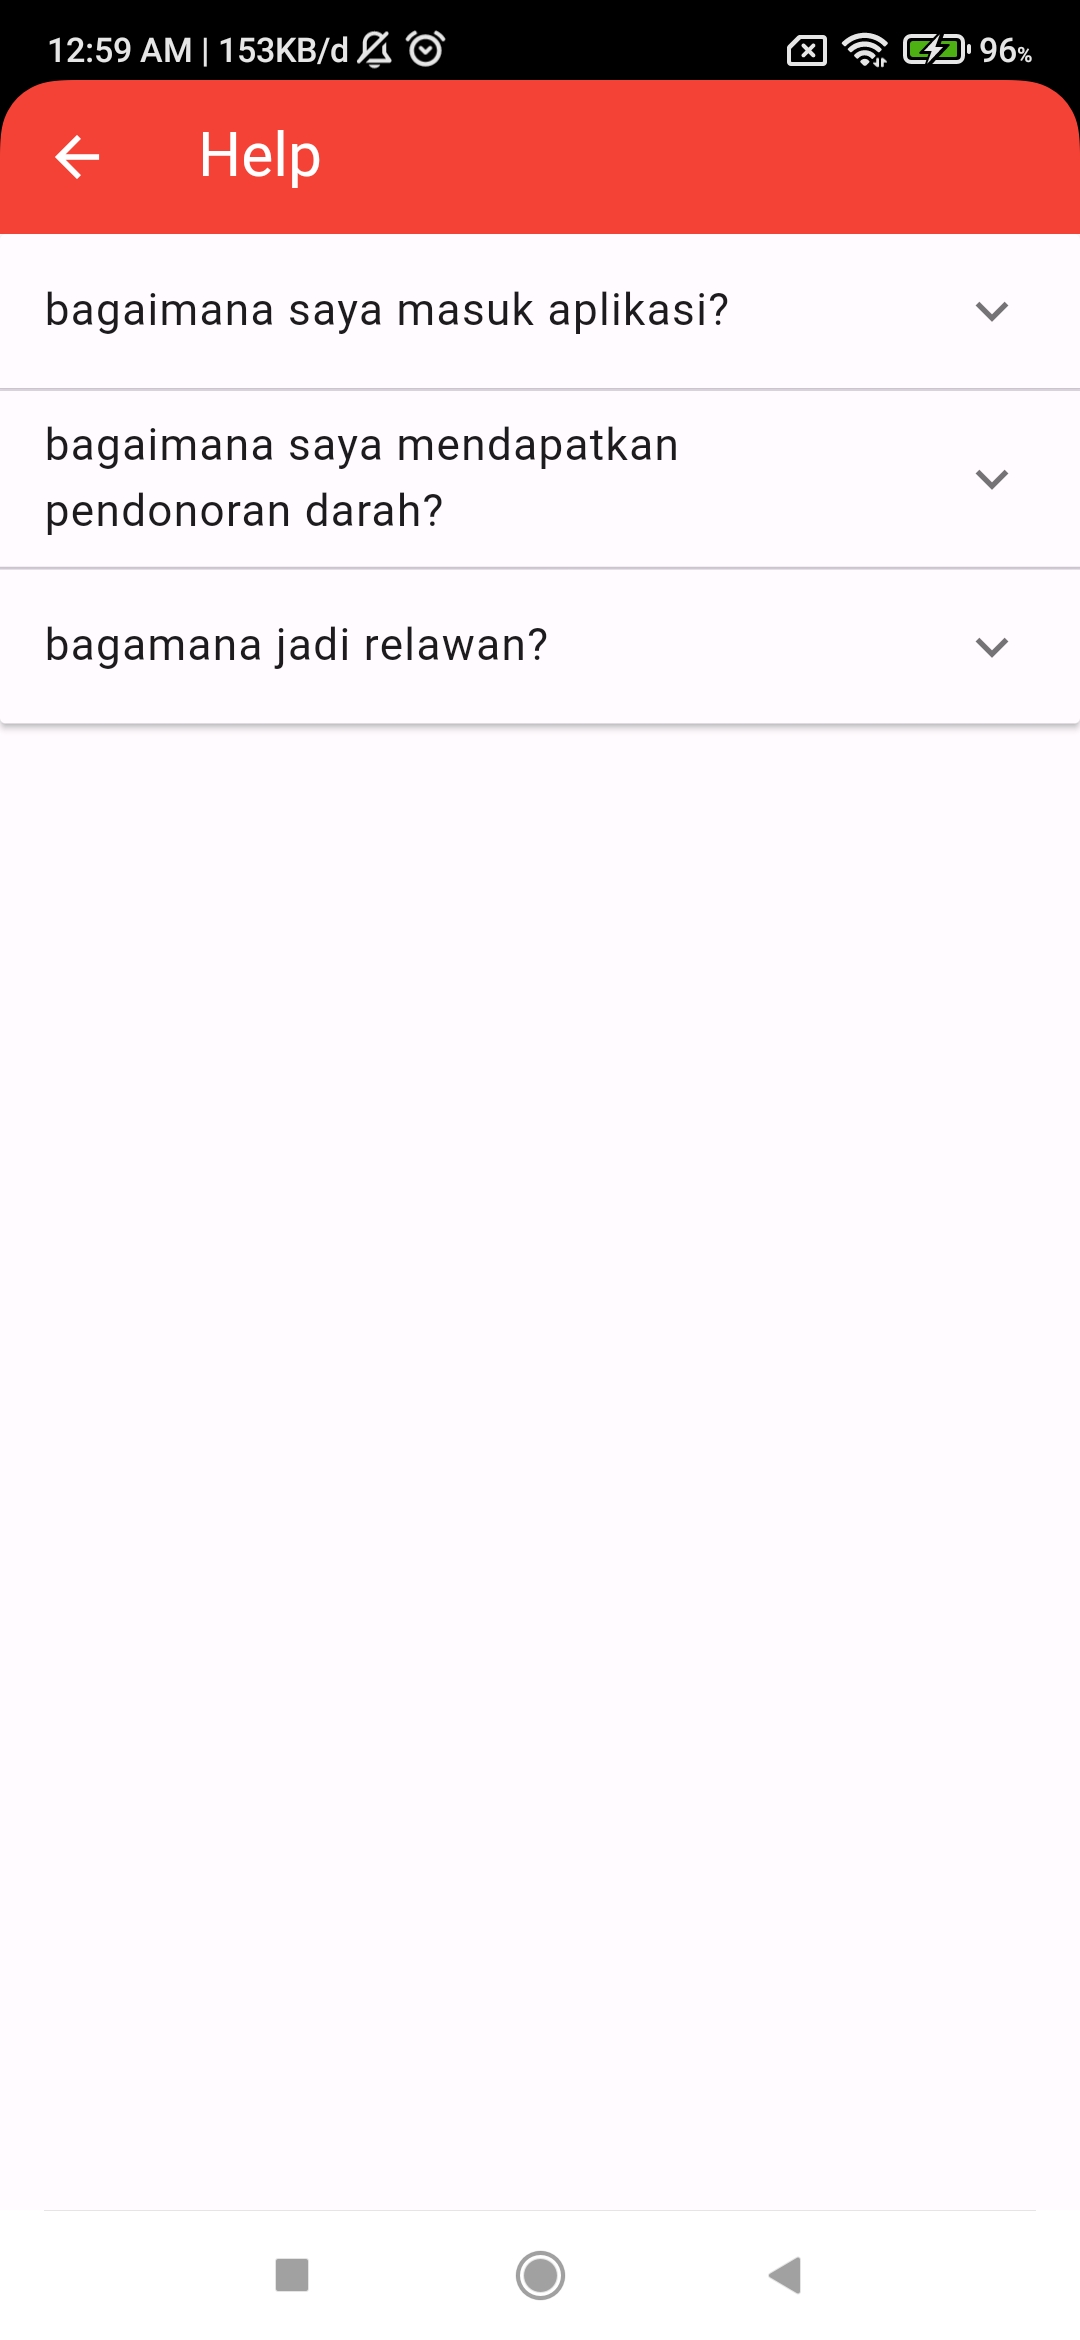 12:59 AM | 153KB/d
96%
Help
bagaimana saya masuk aplikasi?
bagaimana saya mendapatkan
pendonoran darah?
bagamana jadi relawan?